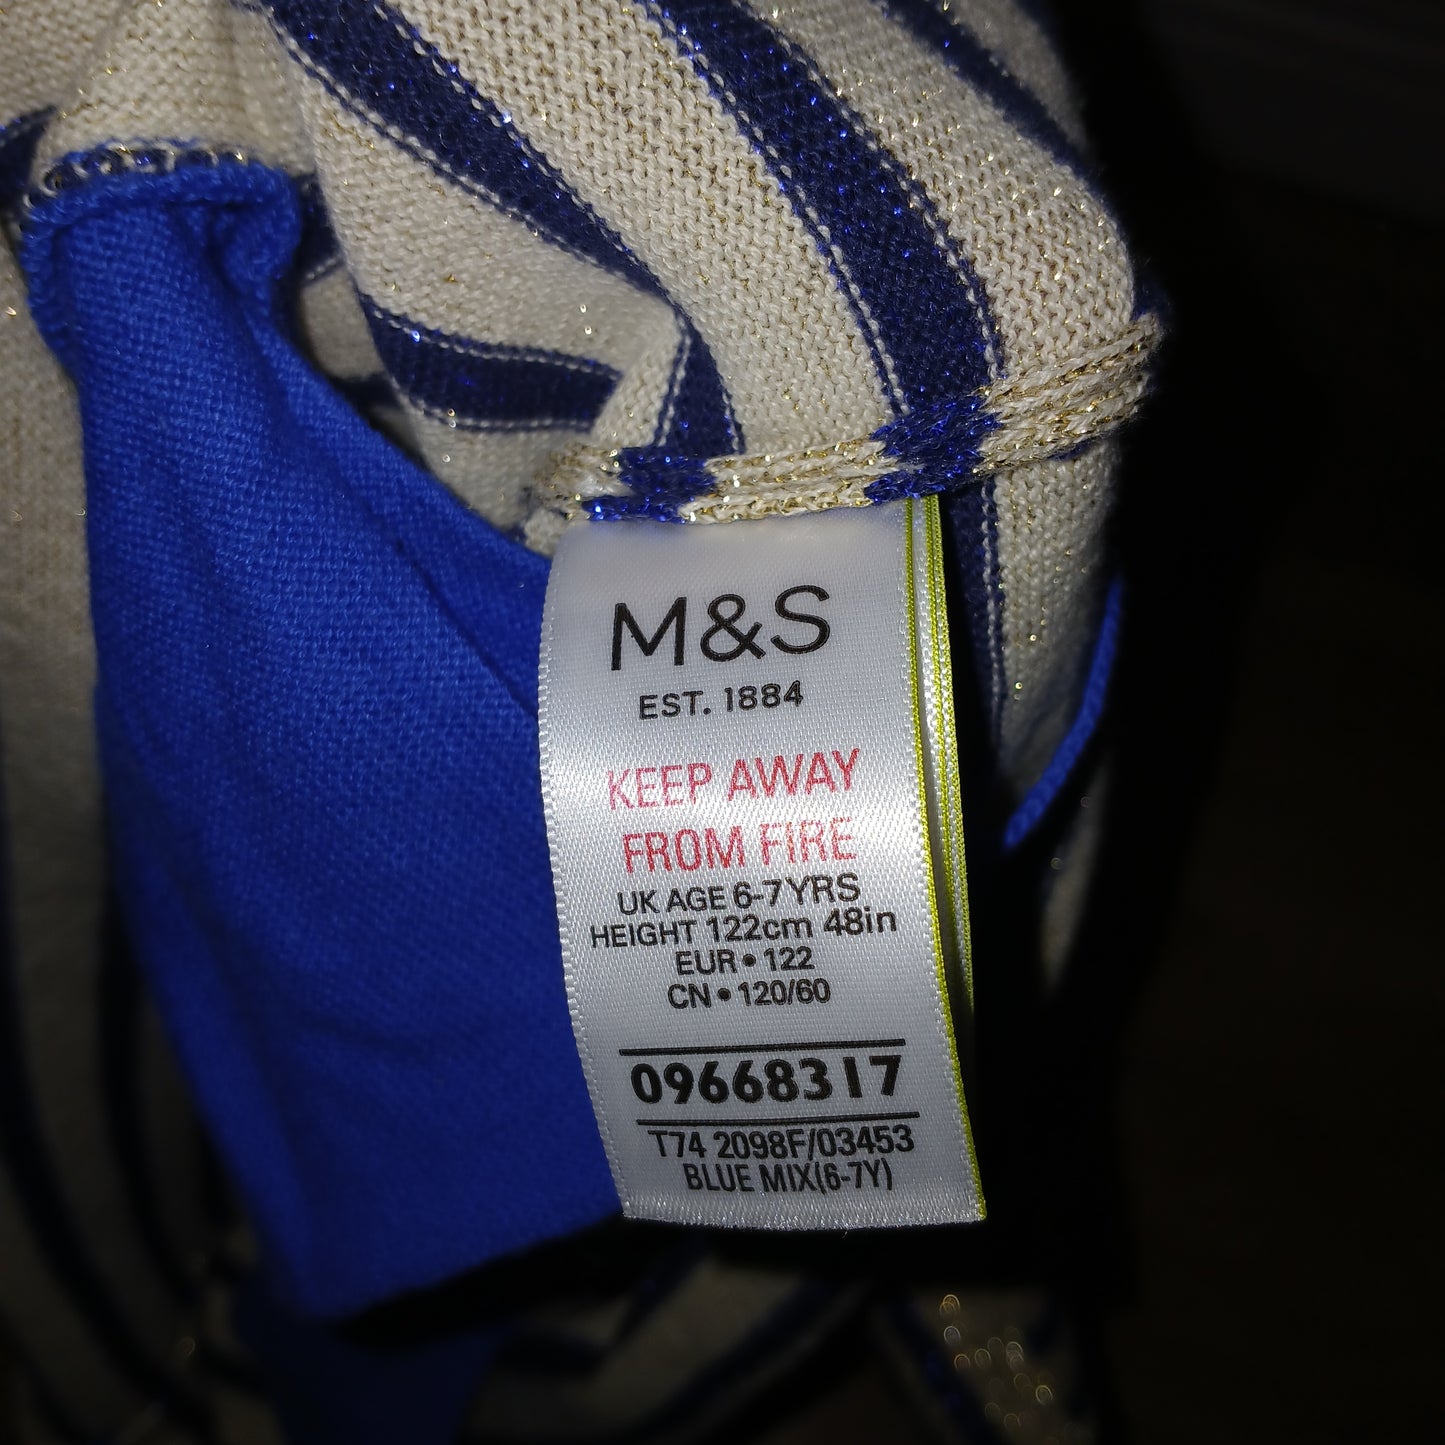 M&S
EST. 1884
KEEP AWAY
FROM FIRE
UK AGE 6-7YRS
HEIGHT 122cm 48in
EUR • 122
CN • 120/60
09668317
T74 2098F/03453
BLUE MIX(6-7Y)